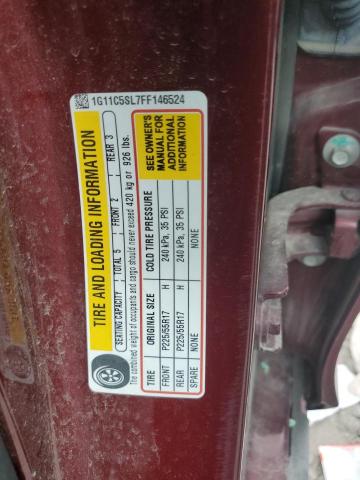 1G11C5SL7FF146524
TIRE AND LOADING INFORMATION
SEATING CAPACITY TOTAL 5 FRONT 2 REAR 3
The combined weight of occupants and cargo should never exceed 420 kg or 926 lbs.
TIRE ORIGINAL SIZE COLD TIRE PRESSURE
FRONT P225/55R17 H 240 kPa, 35 PSI
REAR P225/55R17 H 240 kPa, 35 PSI
SPARE NONE NONE
SEE OWNER'S
MANUAL FOR
ADDITIONAL
INFORMATION